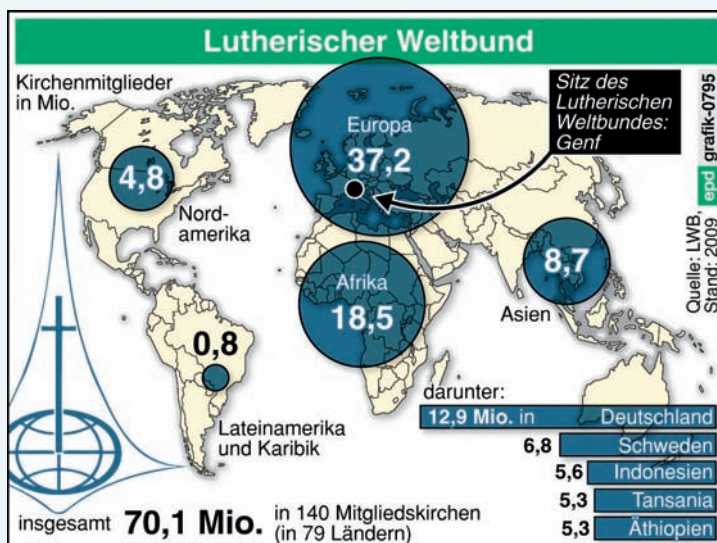 Lutherischer Weltbund
Kirchenmitglieder
in Mio.
4,8
Nord-
amerika
Europa
37,2
Sitz des
Lutherischen
Weltbundes:
Genf
epd grafik-0795
Quelle: LWB,
Stand: 2009
Afrika
18,5
8,7
Asien
0,8
Lateinamerika
und Karibik
darunter:
12,9 Mio. in Deutschland
6,8 Schweden
5,6 Indonesien
5,3 Tansania
5,3 Äthiopien
insgesamt 70,1 Mio. in 140 Mitgliedskirchen
(in 79 Ländern)